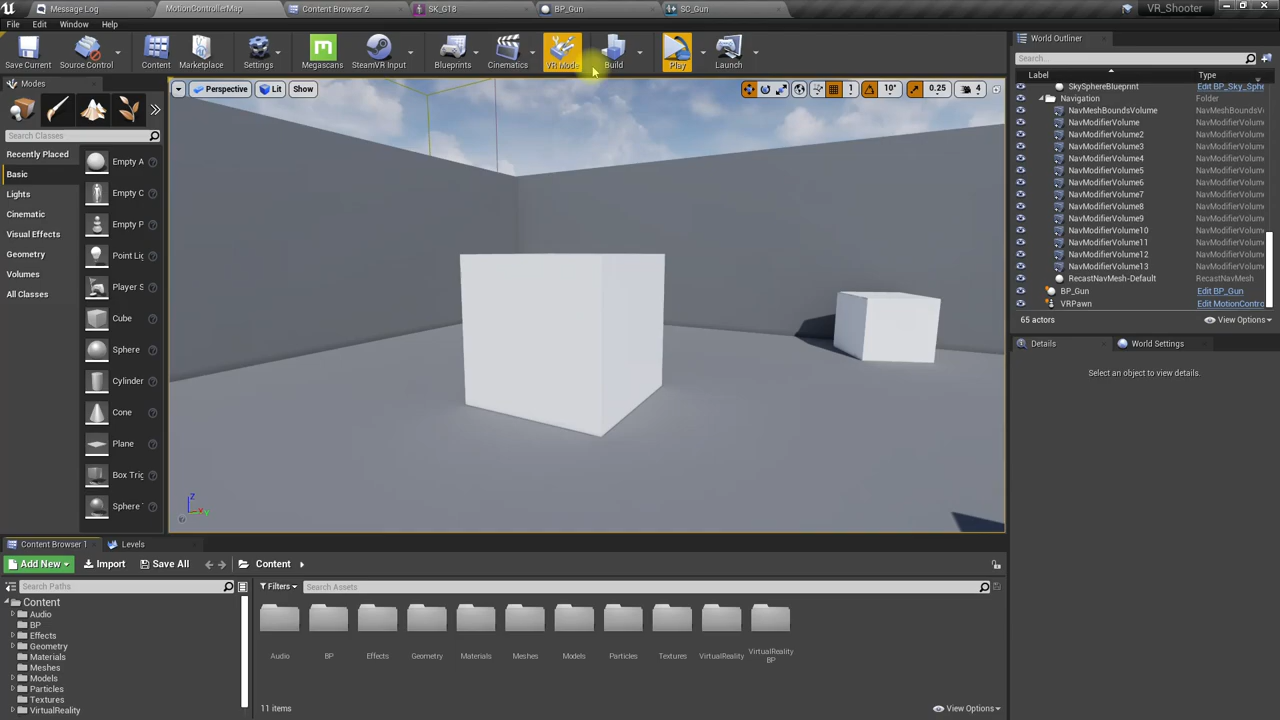 Message Log
MotionControllerMap
Content Browser 2
SK_G18
BP_Gun
SC_Gun
VR_Shooter
File Edit Window Help
Save Current
Source Control
Content
Marketplace
Settings
Megascans
SteamVR Input
Blueprints
Cinematics
VR Mode
Build
Play
Launch
Modes
Search Classes
Recently Placed
Basic
Lights
Cinematic
Visual Effects
Geometry
Volumes
All Classes
Empty A
Empty C
Empty P
Point Lig
Player S
Cube
Sphere
Cylinder
Cone
Plane
Box Trig
Sphere
Perspective
Lit
Show
1
10°
0.25
4
Z
World Outliner
Search...
Label
Type
SkySphereBlueprint Edit BP_Sky_Sphe
Navigation Folder
NavMeshBoundsVolume NavMeshBoundsVo
NavModifierVolume NavModifierVolume
NavModifierVolume2 NavModifierVolume
NavModifierVolume3 NavModifierVolume
NavModifierVolume4 NavModifierVolume
NavModifierVolume5 NavModifierVolume
NavModifierVolume6 NavModifierVolume
NavModifierVolume7 NavModifierVolume
NavModifierVolume8 NavModifierVolume
NavModifierVolume9 NavModifierVolume
NavModifierVolume10 NavModifierVolume
NavModifierVolume11 NavModifierVolume
NavModifierVolume12 NavModifierVolume
NavModifierVolume13 NavModifierVolume
RecastNavMesh-Default RecastNavMesh
BP_Gun Edit BP_Gun
VRPawn Edit MotionContro
65 actors
View Options
Details
World Settings
Select an object to view details.
Content Browser 1
Levels
Add New
Import
Save All
Content
Search Paths
Filters
Search Assets
Content
Audio
BP
Effects
Geometry
Materials
Meshes
Models
Particles
Textures
VirtualReality
Audio
BP
Effects
Geometry
Materials
Meshes
Models
Particles
Textures
VirtualReality
VirtualReality
BP
11 items
View Options